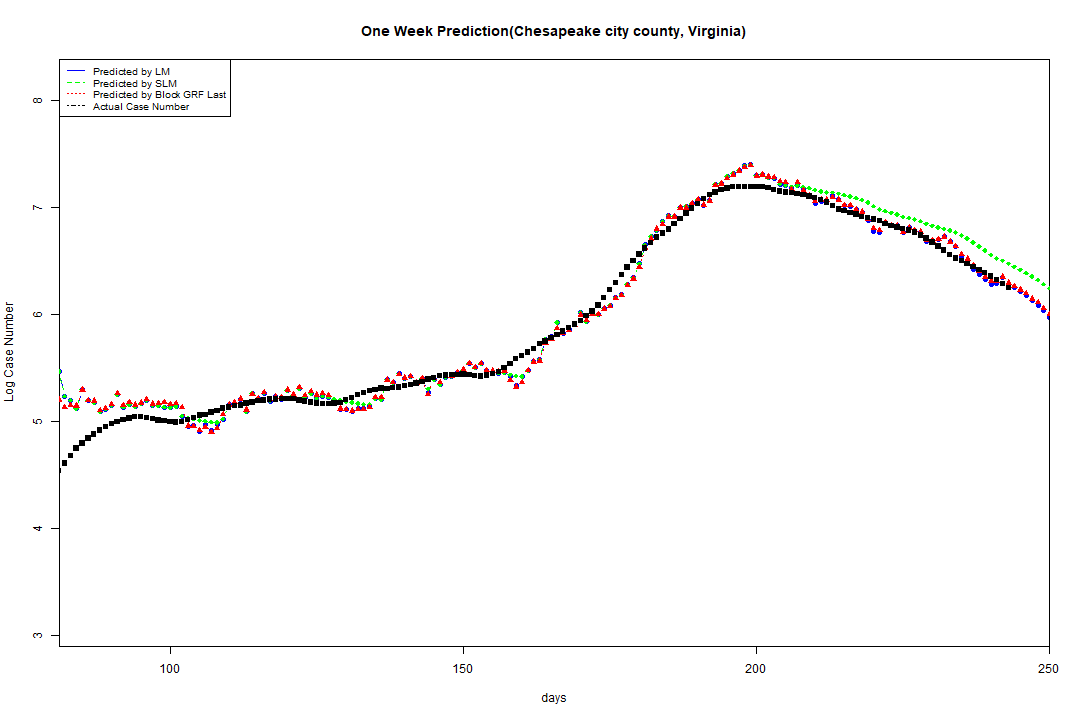 One Week Prediction(Chesapeake city county, Virginia)
Predicted by LM
Predicted by SLM
Predicted by Block GRF Last
Actual Case Number
8
7
6
5
4
3
Log Case Number
100 150 200 250
days